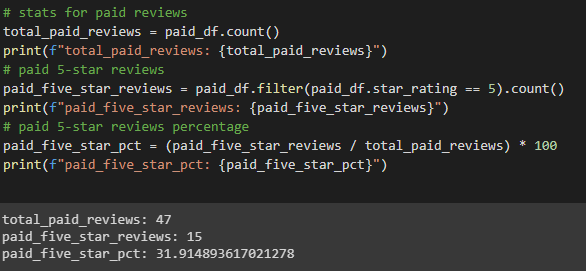 # stats for paid reviews
total_paid_reviews = paid_df.count()
print(f"total_paid_reviews: {total_paid_reviews}")
# paid 5-star reviews
paid_five_star_reviews = paid_df.filter(paid_df.star_rating == 5).count()
print(f"paid_five_star_reviews: {paid_five_star_reviews}")
# paid 5-star reviews percentage
paid_five_star_pct = (paid_five_star_reviews / total_paid_reviews) * 100
print(f"paid_five_star_pct: {paid_five_star_pct}")
total_paid_reviews: 47
paid_five_star_reviews: 15
paid_five_star_pct: 31.914893617021278